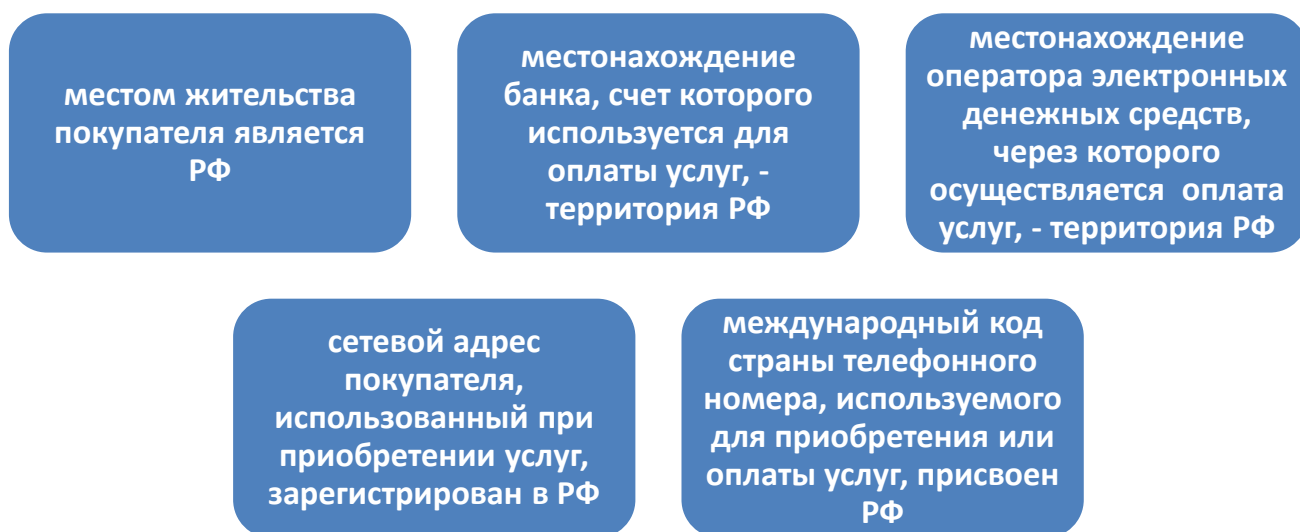 местом жительства
покупателя является
РФ
местонахождение
банка, счет которого
используется для
оплаты услуг, -
территория РФ
местонахождение
оператора электронных
денежных средств,
через которого
осуществляется оплата
услуг, - территория РФ
сетевой адрес
покупателя,
использованный при
приобретении услуг,
зарегистрирован в РФ
международный код
страны телефонного
номера, используемого
для приобретения или
оплаты услуг, присвоен
РФ